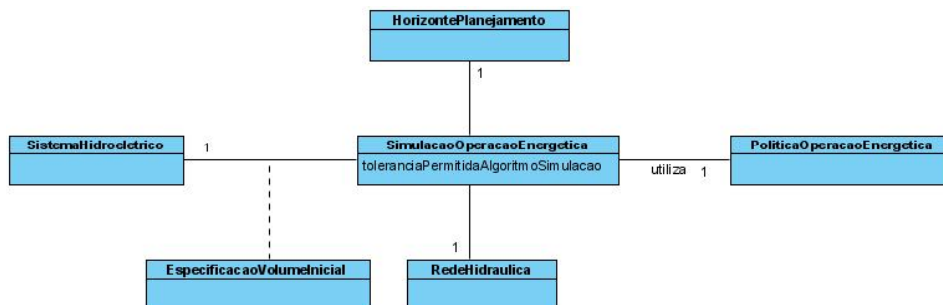 HorizontePlanejamento
1
SistemaHidroeletrico
1
SimulacaoOperacaoEnergetica
toleranciaPermitidaAlgoritmoSimulacao
utiliza
1
PoliticaOperacaoEnergetica
1
EspecificacaoVolumeInicial
RedeHidraulica